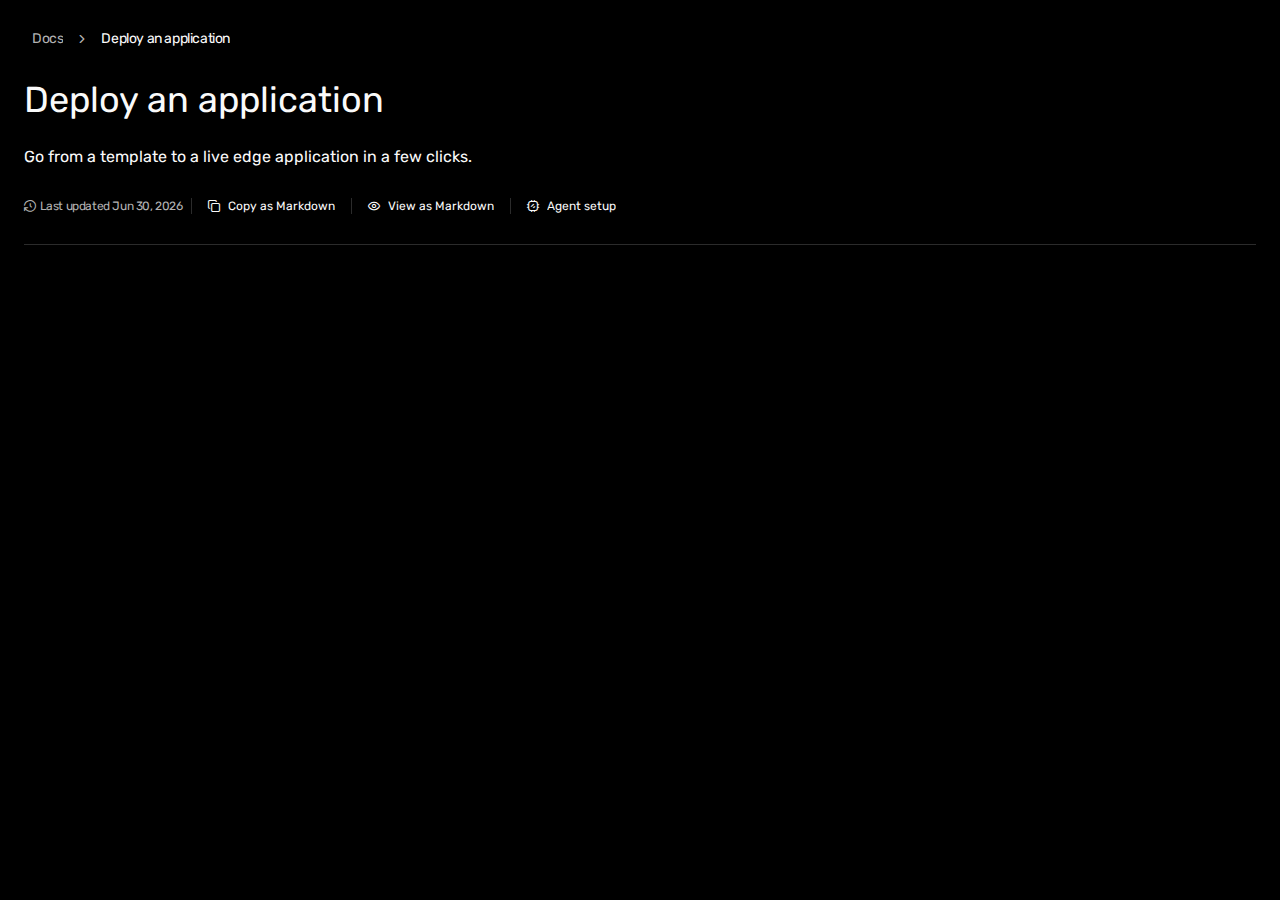 Docs > Deploy an application
Deploy an application
Go from a template to a live edge application in a few clicks.
Last updated Jun 30, 2026 Copy as Markdown View as Markdown Agent setup